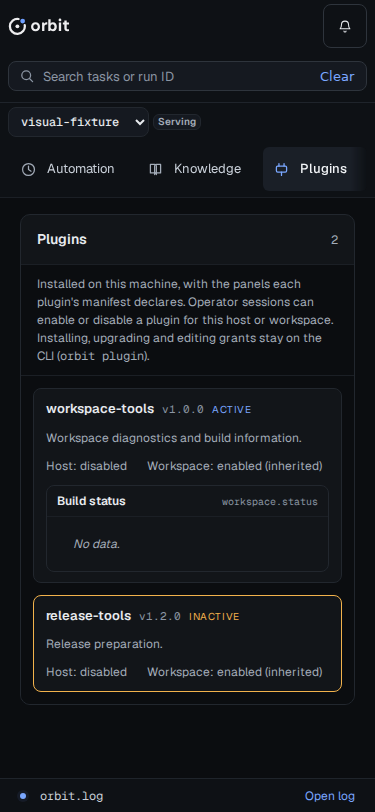 orbit
Search tasks or run ID Clear
visual-fixture Serving
Automation Knowledge Plugins
Plugins 2
Installed on this machine, with the panels each
plugin's manifest declares. Operator sessions can
enable or disable a plugin for this host or workspace.
Installing, upgrading and editing grants stay on the
CLI (orbit plugin).
workspace-tools v1.0.0 ACTIVE
Workspace diagnostics and build information.
Host: disabled Workspace: enabled (inherited)
Build status workspace.status
No data.
release-tools v1.2.0 INACTIVE
Release preparation.
Host: disabled Workspace: enabled (inherited)
orbit.log Open log